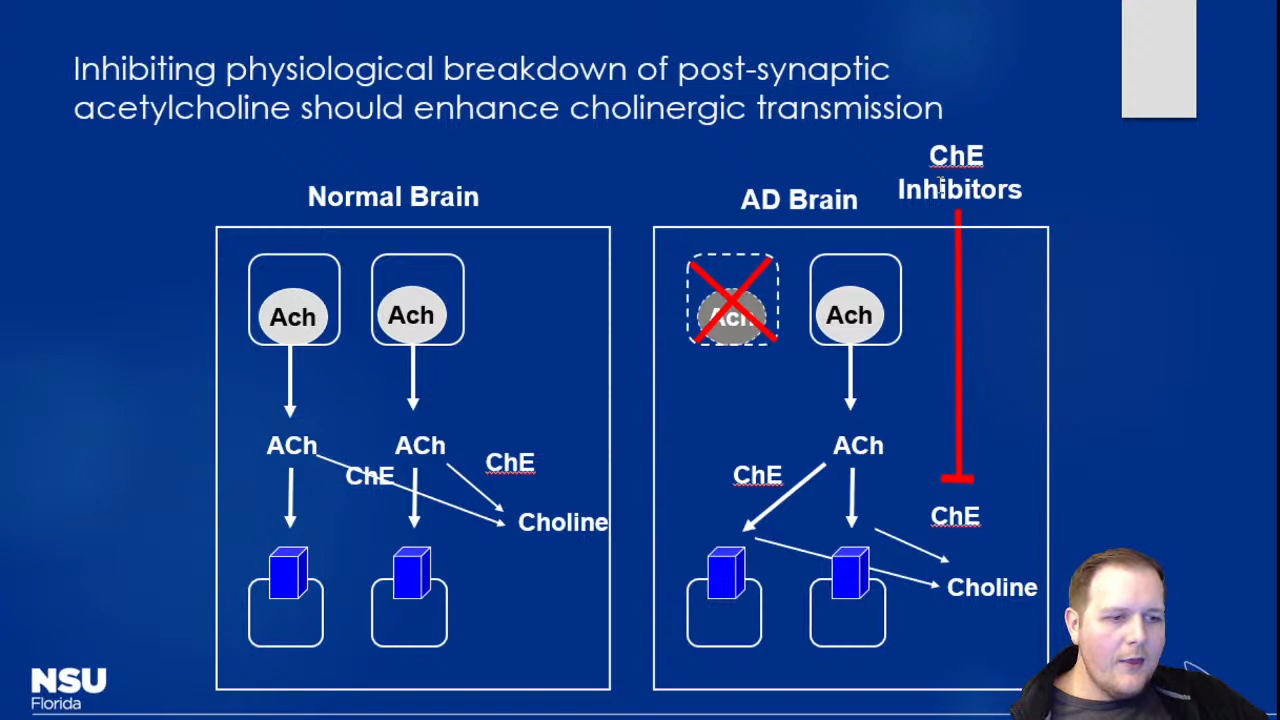 Inhibiting physiological breakdown of post-synaptic
acetylcholine should enhance cholinergic transmission
ChE
Inhibitors
Normal Brain
AD Brain
Ach
Ach
Ach
Ach
ACh
ACh
ChE
ChE
Choline
ACh
ChE
ChE
Choline
NSU
Florida